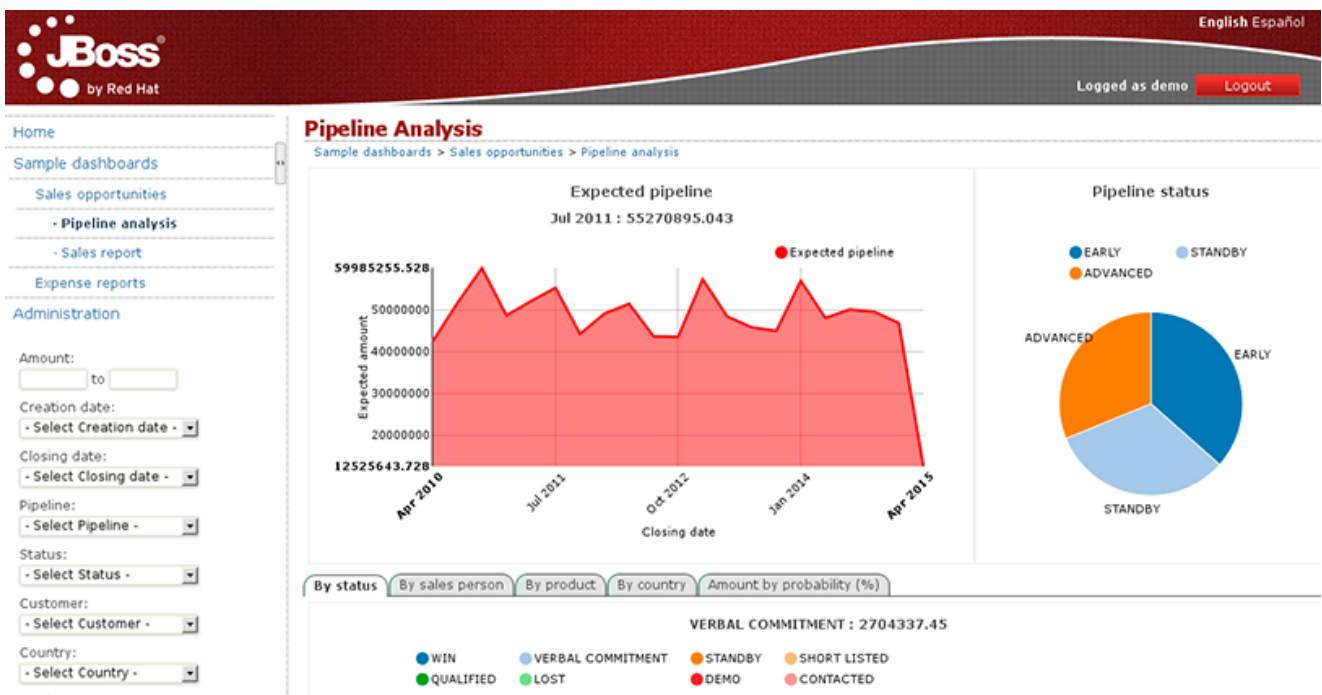 English Español
JBoss®
by Red Hat
Logged as demo Logout
Home
Sample dashboards
Sales opportunities
· Pipeline analysis
· Sales report
Expense reports
Administration
Amount:
to
Creation date:
- Select Creation date -
Closing date:
- Select Closing date -
Pipeline:
- Select Pipeline -
Status:
- Select Status -
Customer:
- Select Customer -
Country:
- Select Country -
Pipeline Analysis
Sample dashboards > Sales opportunities > Pipeline analysis
Expected pipeline
Jul 2011 : 55270895.043
Expected pipeline
59985255.528
50000000
40000000
30000000
20000000
12525643.728
Expected amount
Apr 2010
Jul 2011
Oct 2012
Jan 2014
Apr 2015
Closing date
Pipeline status
EARLY STANDBY
ADVANCED
ADVANCED
EARLY
STANDBY
By status By sales person By product By country Amount by probability (%)
VERBAL COMMITMENT : 2704337.45
WIN VERBAL COMMITMENT STANDBY SHORT LISTED
QUALIFIED LOST DEMO CONTACTED